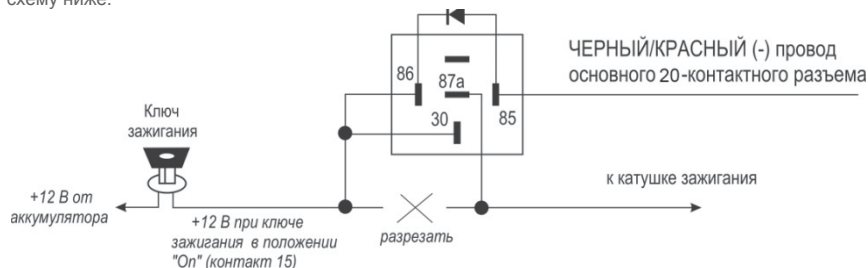 схему ниже.
ЧЕРНЫЙ/КРАСНЫЙ (-) провод
основного 20-контактного разъема
86
87а
30
85
Ключ
зажигания
+12 В от
аккумулятора
+12 В при ключе
зажигания в положении
"On" (контакт 15)
разрезать
к катушке зажигания